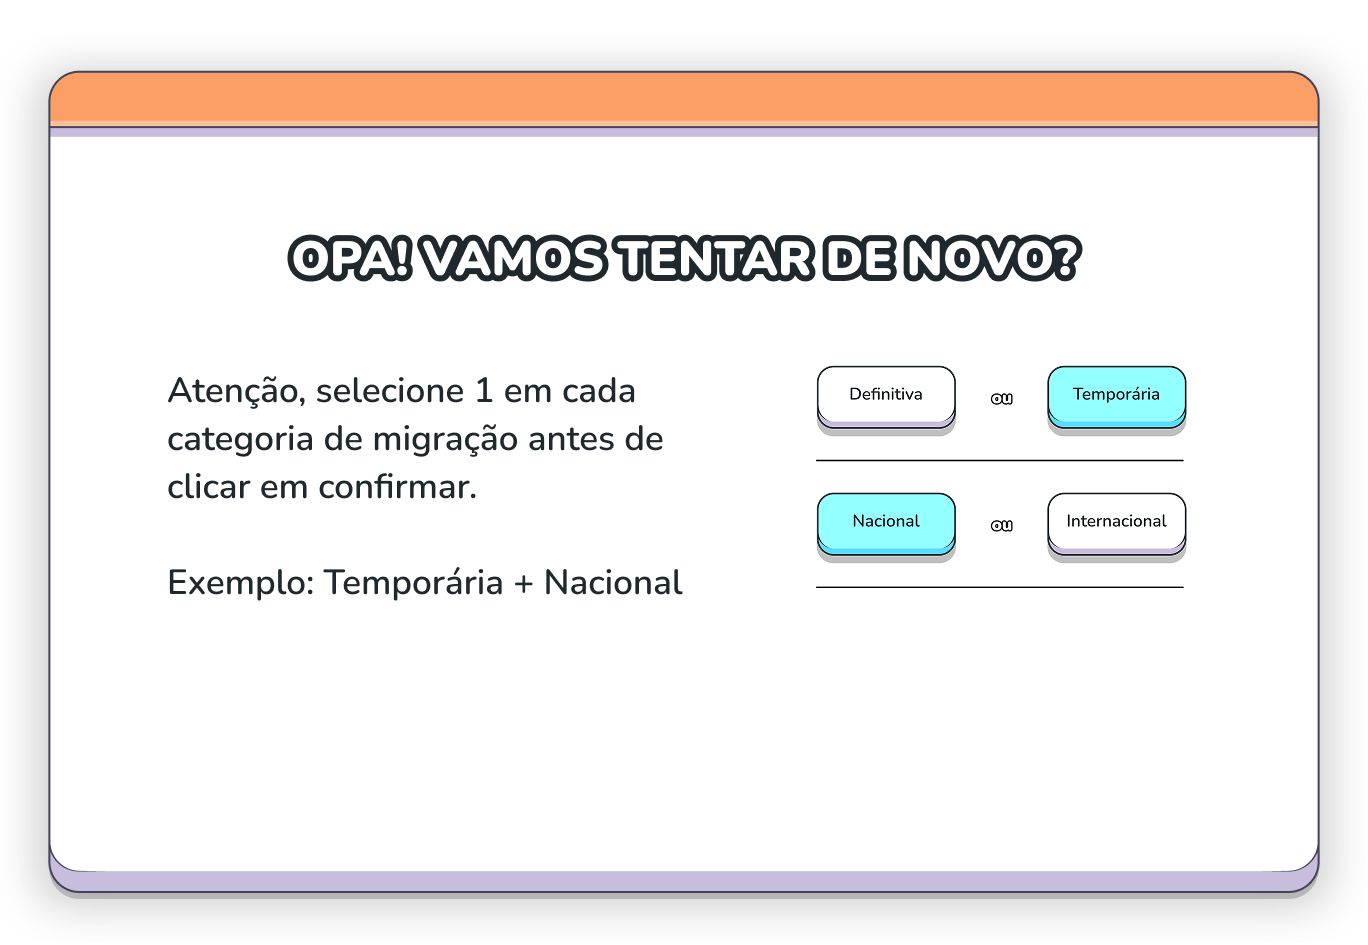 OPA! VAMOS TENTAR DE NOVO?
Atenção, selecione 1 em cada
categoria de migração antes de
clicar em confirmar.
Exemplo: Temporária + Nacional
Definitiva ou Temporária
Nacional ou Internacional